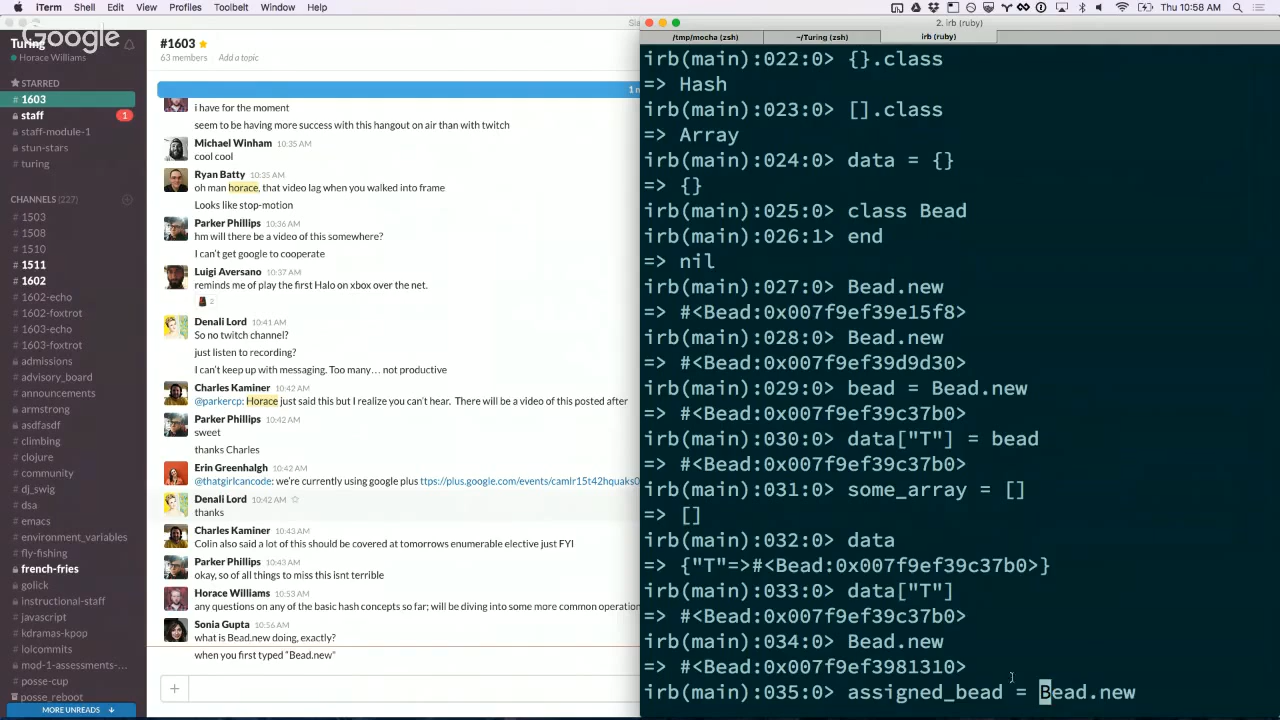 iTerm Shell Edit View Profiles Toolbelt Window Help
Thu 10:58 AM
Google
Turing
Horace Williams
STARRED
1603
staff 1
staff-module-1
stun-stars
turing
CHANNELS (227)
# 1503
# 1508
# 1510
# 1511
# 1602
# 1602-echo
# 1602-foxtrot
# 1603-echo
# 1603-foxtrot
admissions
# advisory_board
# announcements
armstrong
# asdfasdf
# climbing
# clojure
# community
# dj_swig
# dsa
# emacs
# environment_variables
# fly-fishing
french-fries
# golick
instructional-staff
# javascript
# kdramas-kpop
# lolcommits
mod-1-assessments-...
# posse-cup
# posse_reboot
MORE UNREADS ↓
#1603
63 members Add a topic
i have for the moment
seem to be having more success with this hangout on air than with twitch
Michael Winham 10:35 AM
cool cool
Ryan Batty 10:35 AM
oh man horace, that video lag when you walked into frame
Looks like stop-motion
Parker Phillips 10:36 AM
hm will there be a video of this somewhere?
I can't get google to cooperate
Luigi Aversano 10:37 AM
reminds me of play the first Halo on xbox over the net.
2
Denali Lord 10:41 AM
So no twitch channel?
just listen to recording?
I can't keep up with messaging. Too many… not productive
Charles Kaminer 10:42 AM
@parkercp: Horace just said this but I realize you can't hear. There will be a video of this posted after
Parker Phillips 10:42 AM
sweet
thanks Charles
Erin Greenhalgh 10:42 AM
@thatgirlcancode: we're currently using google plus ttps://plus.google.com/events/camlr15t42hquaks0
Denali Lord 10:42 AM
thanks
Charles Kaminer 10:43 AM
Colin also said a lot of this should be covered at tomorrows enumerable elective just FYI
Parker Phillips 10:43 AM
okay, so of all things to miss this isnt terrible
Horace Williams 10:53 AM
any questions on any of the basic hash concepts so far; will be diving into some more common operation
Sonia Gupta 10:56 AM
what is Bead.new doing, exactly?
when you first typed "Bead.new"
+
2. irb (ruby)
/tmp/mocha (zsh) ~/Turing (zsh) irb (ruby)
irb(main):022:0> {}.class
=> Hash
irb(main):023:0> [].class
=> Array
irb(main):024:0> data = {}
=> {}
irb(main):025:0> class Bead
irb(main):026:1> end
=> nil
irb(main):027:0> Bead.new
=> #<Bead:0x007f9ef39e15f8>
irb(main):028:0> Bead.new
=> #<Bead:0x007f9ef39d9d30>
irb(main):029:0> bead = Bead.new
=> #<Bead:0x007f9ef39c37b0>
irb(main):030:0> data["T"] = bead
=> #<Bead:0x007f9ef39c37b0>
irb(main):031:0> some_array = []
=> []
irb(main):032:0> data
=> {"T"=>#<Bead:0x007f9ef39c37b0>}
irb(main):033:0> data["T"]
=> #<Bead:0x007f9ef39c37b0>
irb(main):034:0> Bead.new
=> #<Bead:0x007f9ef3981310>
irb(main):035:0> assigned_bead = Bead.new